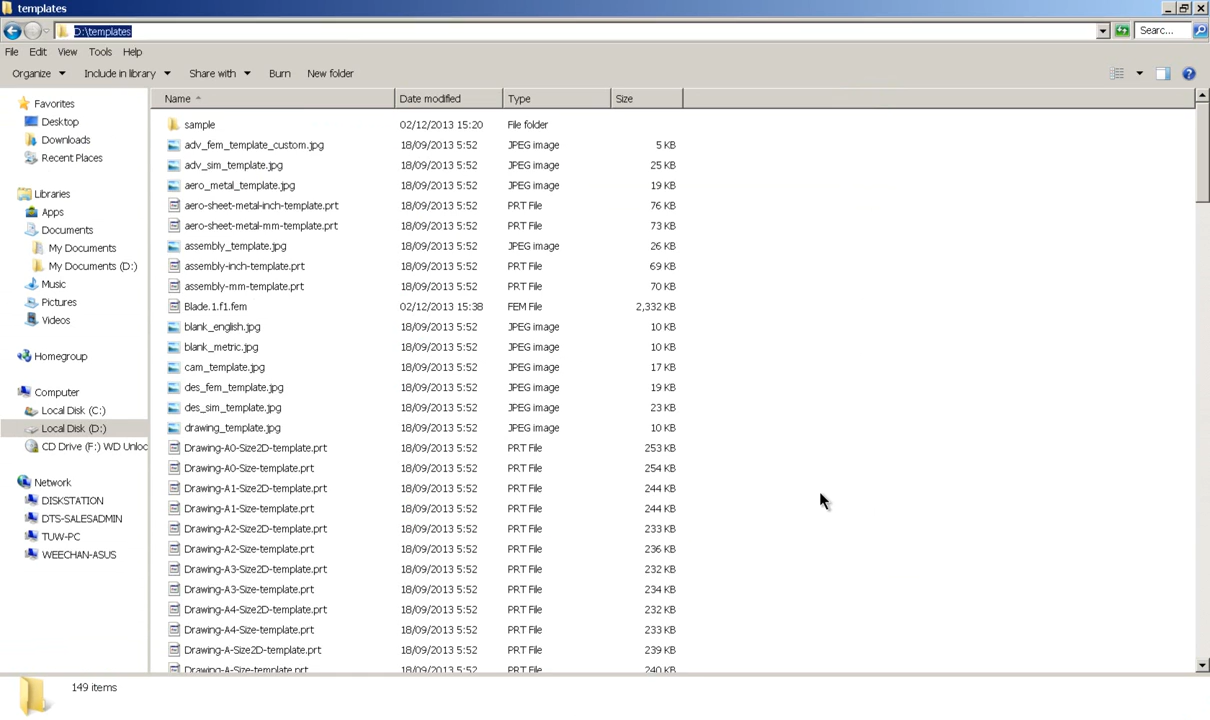 templates
D:\templates
Searc...
File Edit View Tools Help
Organize Include in library Share with Burn New folder
Name Date modified Type Size
Favorites
Desktop
Downloads
Recent Places
Libraries
Apps
Documents
My Documents
My Documents (D:)
Music
Pictures
Videos
Homegroup
Computer
Local Disk (C:)
Local Disk (D:)
CD Drive (F:) WD Unloc
Network
DISKSTATION
DTS-SALESADMIN
TUW-PC
WEECHAN-ASUS
sample 02/12/2013 15:20 File folder
adv_fem_template_custom.jpg 18/09/2013 5:52 JPEG image 5 KB
adv_sim_template.jpg 18/09/2013 5:52 JPEG image 25 KB
aero_metal_template.jpg 18/09/2013 5:52 JPEG image 19 KB
aero-sheet-metal-inch-template.prt 18/09/2013 5:52 PRT File 76 KB
aero-sheet-metal-mm-template.prt 18/09/2013 5:52 PRT File 73 KB
assembly_template.jpg 18/09/2013 5:52 JPEG image 26 KB
assembly-inch-template.prt 18/09/2013 5:52 PRT File 69 KB
assembly-mm-template.prt 18/09/2013 5:52 PRT File 70 KB
Blade.1.f1.fem 02/12/2013 15:38 FEM File 2,332 KB
blank_english.jpg 18/09/2013 5:52 JPEG image 10 KB
blank_metric.jpg 18/09/2013 5:52 JPEG image 10 KB
cam_template.jpg 18/09/2013 5:52 JPEG image 17 KB
des_fem_template.jpg 18/09/2013 5:52 JPEG image 19 KB
des_sim_template.jpg 18/09/2013 5:52 JPEG image 23 KB
drawing_template.jpg 18/09/2013 5:52 JPEG image 10 KB
Drawing-A0-Size2D-template.prt 18/09/2013 5:52 PRT File 253 KB
Drawing-A0-Size-template.prt 18/09/2013 5:52 PRT File 254 KB
Drawing-A1-Size2D-template.prt 18/09/2013 5:52 PRT File 244 KB
Drawing-A1-Size-template.prt 18/09/2013 5:52 PRT File 244 KB
Drawing-A2-Size2D-template.prt 18/09/2013 5:52 PRT File 233 KB
Drawing-A2-Size-template.prt 18/09/2013 5:52 PRT File 236 KB
Drawing-A3-Size2D-template.prt 18/09/2013 5:52 PRT File 232 KB
Drawing-A3-Size-template.prt 18/09/2013 5:52 PRT File 234 KB
Drawing-A4-Size2D-template.prt 18/09/2013 5:52 PRT File 232 KB
Drawing-A4-Size-template.prt 18/09/2013 5:52 PRT File 233 KB
Drawing-A-Size2D-template.prt 18/09/2013 5:52 PRT File 239 KB
Drawing-A-Size-template.prt 18/09/2013 5:52 PRT File 240 KB
149 items